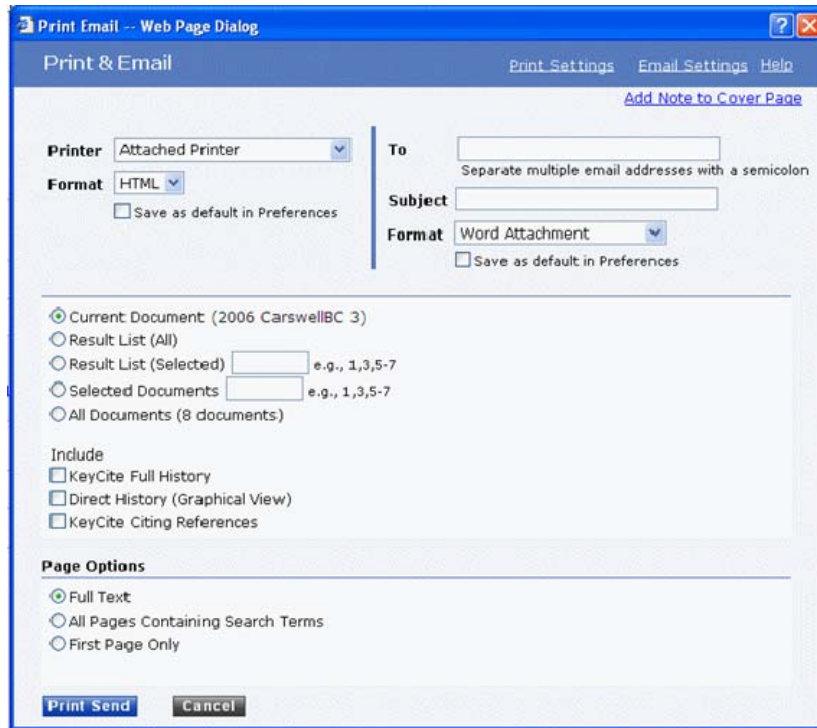 Print Email -- Web Page Dialog
Print & Email
Print Settings Email Settings Help
Add Note to Cover Page
Printer Attached Printer
Format HTML
Save as default in Preferences
To
Separate multiple email addresses with a semicolon
Subject
Format Word Attachment
Save as default in Preferences
Current Document (2006 CarswellBC 3)
Result List (All)
Result List (Selected) e.g., 1,3,5-7
Selected Documents e.g., 1,3,5-7
All Documents (8 documents)
Include
KeyCite Full History
Direct History (Graphical View)
KeyCite Citing References
Page Options
Full Text
All Pages Containing Search Terms
First Page Only
Print Send Cancel